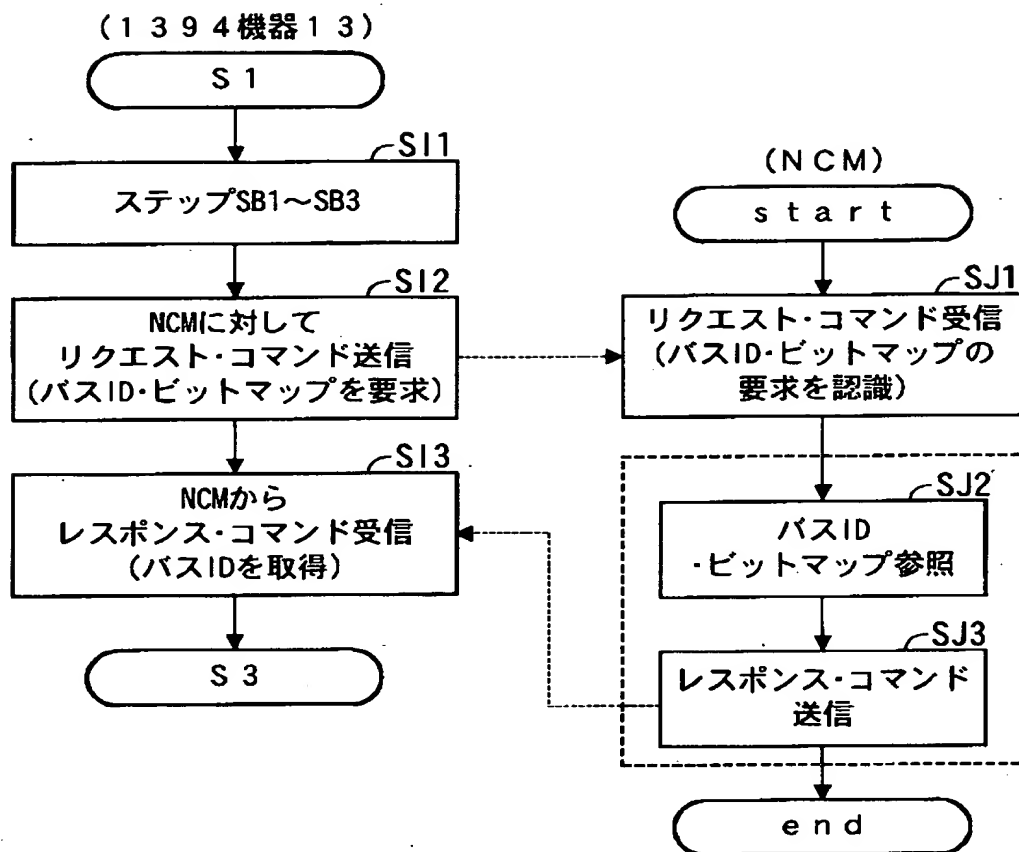 (1394機器13)
S1
SI1
ステップSB1～SB3
SI2
NCMに対して
リクエスト・コマンド送信
(バスID・ビットマップを要求)
SI3
NCMから
レスポンス・コマンド受信
(バスIDを取得)
S3
(NCM)
start
SJ1
リクエスト・コマンド受信
(バスID・ビットマップの
要求を認識)
SJ2
バスID
・ビットマップ参照
SJ3
レスポンス・コマンド
送信
end